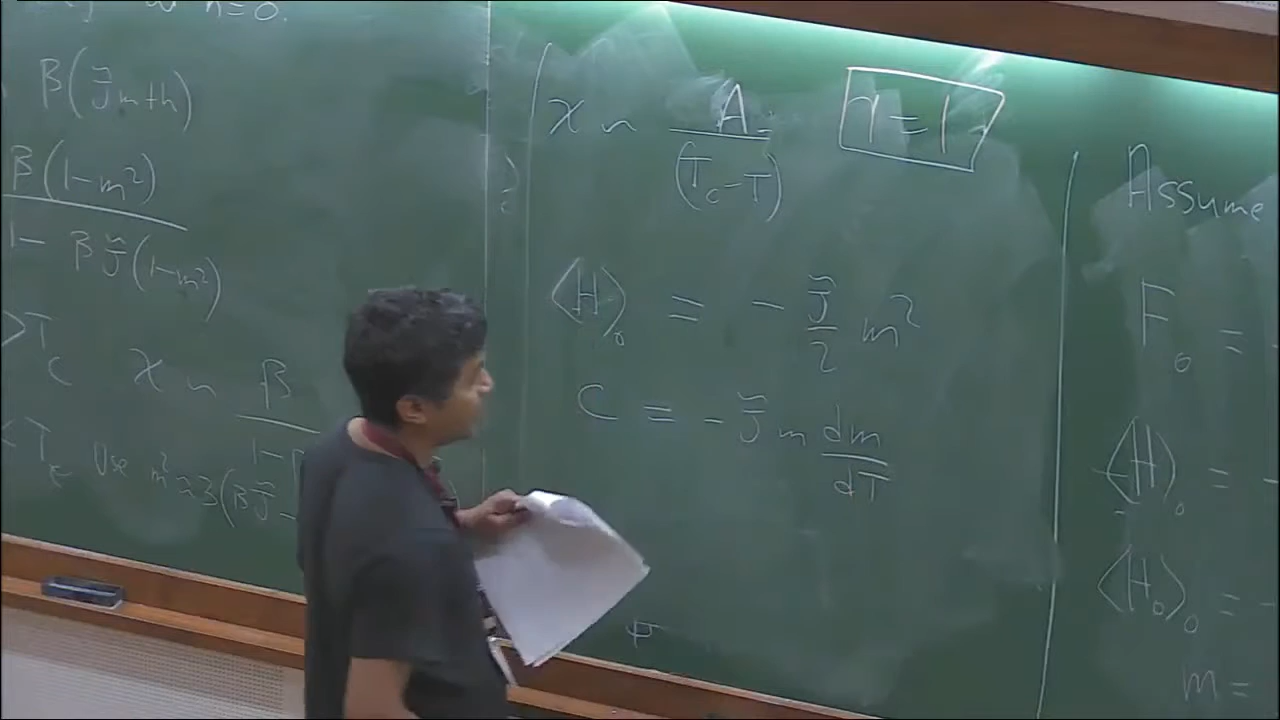 h=0.
β(J̃m+h)
β(1-m²)
1- βJ̃(1-m²)
>T_c χ ~ β
1-
< T_c Use m² ≈ 3(βJ̃ -
χ ~ A
(T_c - T)
γ = 1
⟨H⟩₀ = - J̃/2 m²
C = - J̃ m dm/dT
Assume
F₀ = -
⟨H⟩₀ = -
⟨H₀⟩₀ = -
m =